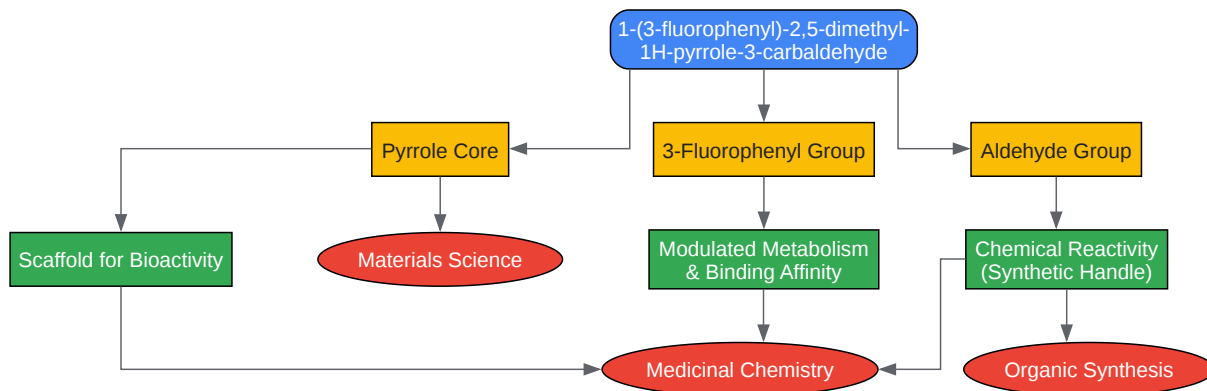 1-(3-fluorophenyl)-2,5-dimethyl-
1H-pyrrole-3-carbaldehyde
Pyrrole Core
3-Fluorophenyl Group
Aldehyde Group
Scaffold for Bioactivity
Materials Science
Modulated Metabolism
& Binding Affinity
Chemical Reactivity
(Synthetic Handle)
Medicinal Chemistry
Organic Synthesis